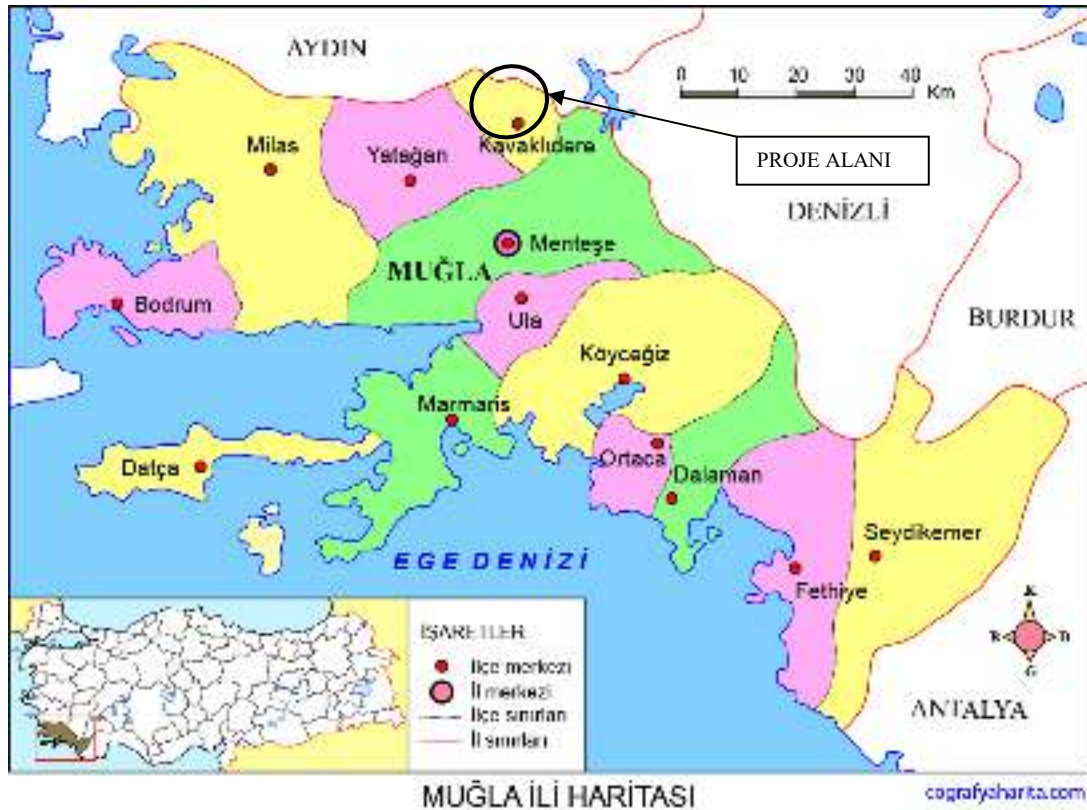 AYDIN
0 10 20 30 40
Km
PROJE ALANI
Milas
Yatağan
Kavaklıdere
DENİZLİ
Menteşe
MUĞLA
Bodrum
Ula
BURDUR
Köyceğiz
Marmaris
Datça
Ortaca
Dalaman
Seydikemer
EGE DENİZİ
Fethiye
K
B D
G
İŞARETLER
İlçe merkezi
İl merkezi
İlçe sınırları
İl sınırları
ANTALYA
MUĞLA İLİ HARİTASI
cografyaharita.com